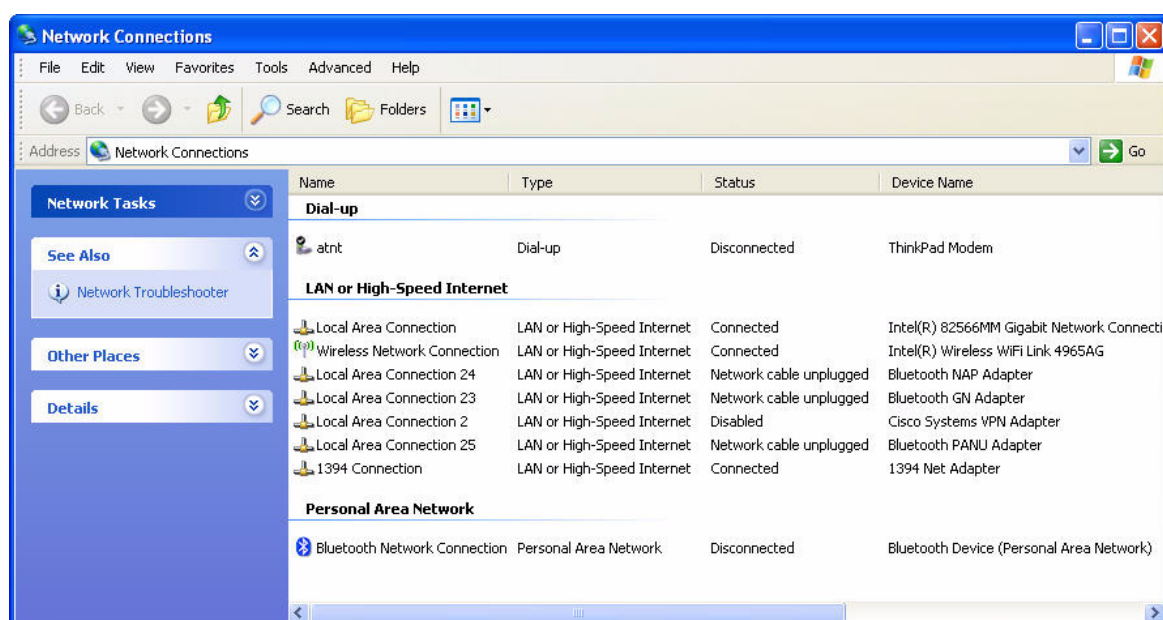 Network Connections
File Edit View Favorites Tools Advanced Help
Back Search Folders
Address Network Connections Go
Network Tasks
See Also
Network Troubleshooter
Other Places
Details
Name Type Status Device Name
Dial-up
atnt Dial-up Disconnected ThinkPad Modem
LAN or High-Speed Internet
Local Area Connection LAN or High-Speed Internet Connected Intel(R) 82566MM Gigabit Network Connecti
Wireless Network Connection LAN or High-Speed Internet Connected Intel(R) Wireless WiFi Link 4965AG
Local Area Connection 24 LAN or High-Speed Internet Network cable unplugged Bluetooth NAP Adapter
Local Area Connection 23 LAN or High-Speed Internet Network cable unplugged Bluetooth GN Adapter
Local Area Connection 2 LAN or High-Speed Internet Disabled Cisco Systems VPN Adapter
Local Area Connection 25 LAN or High-Speed Internet Network cable unplugged Bluetooth PANU Adapter
1394 Connection LAN or High-Speed Internet Connected 1394 Net Adapter
Personal Area Network
Bluetooth Network Connection Personal Area Network Disconnected Bluetooth Device (Personal Area Network)